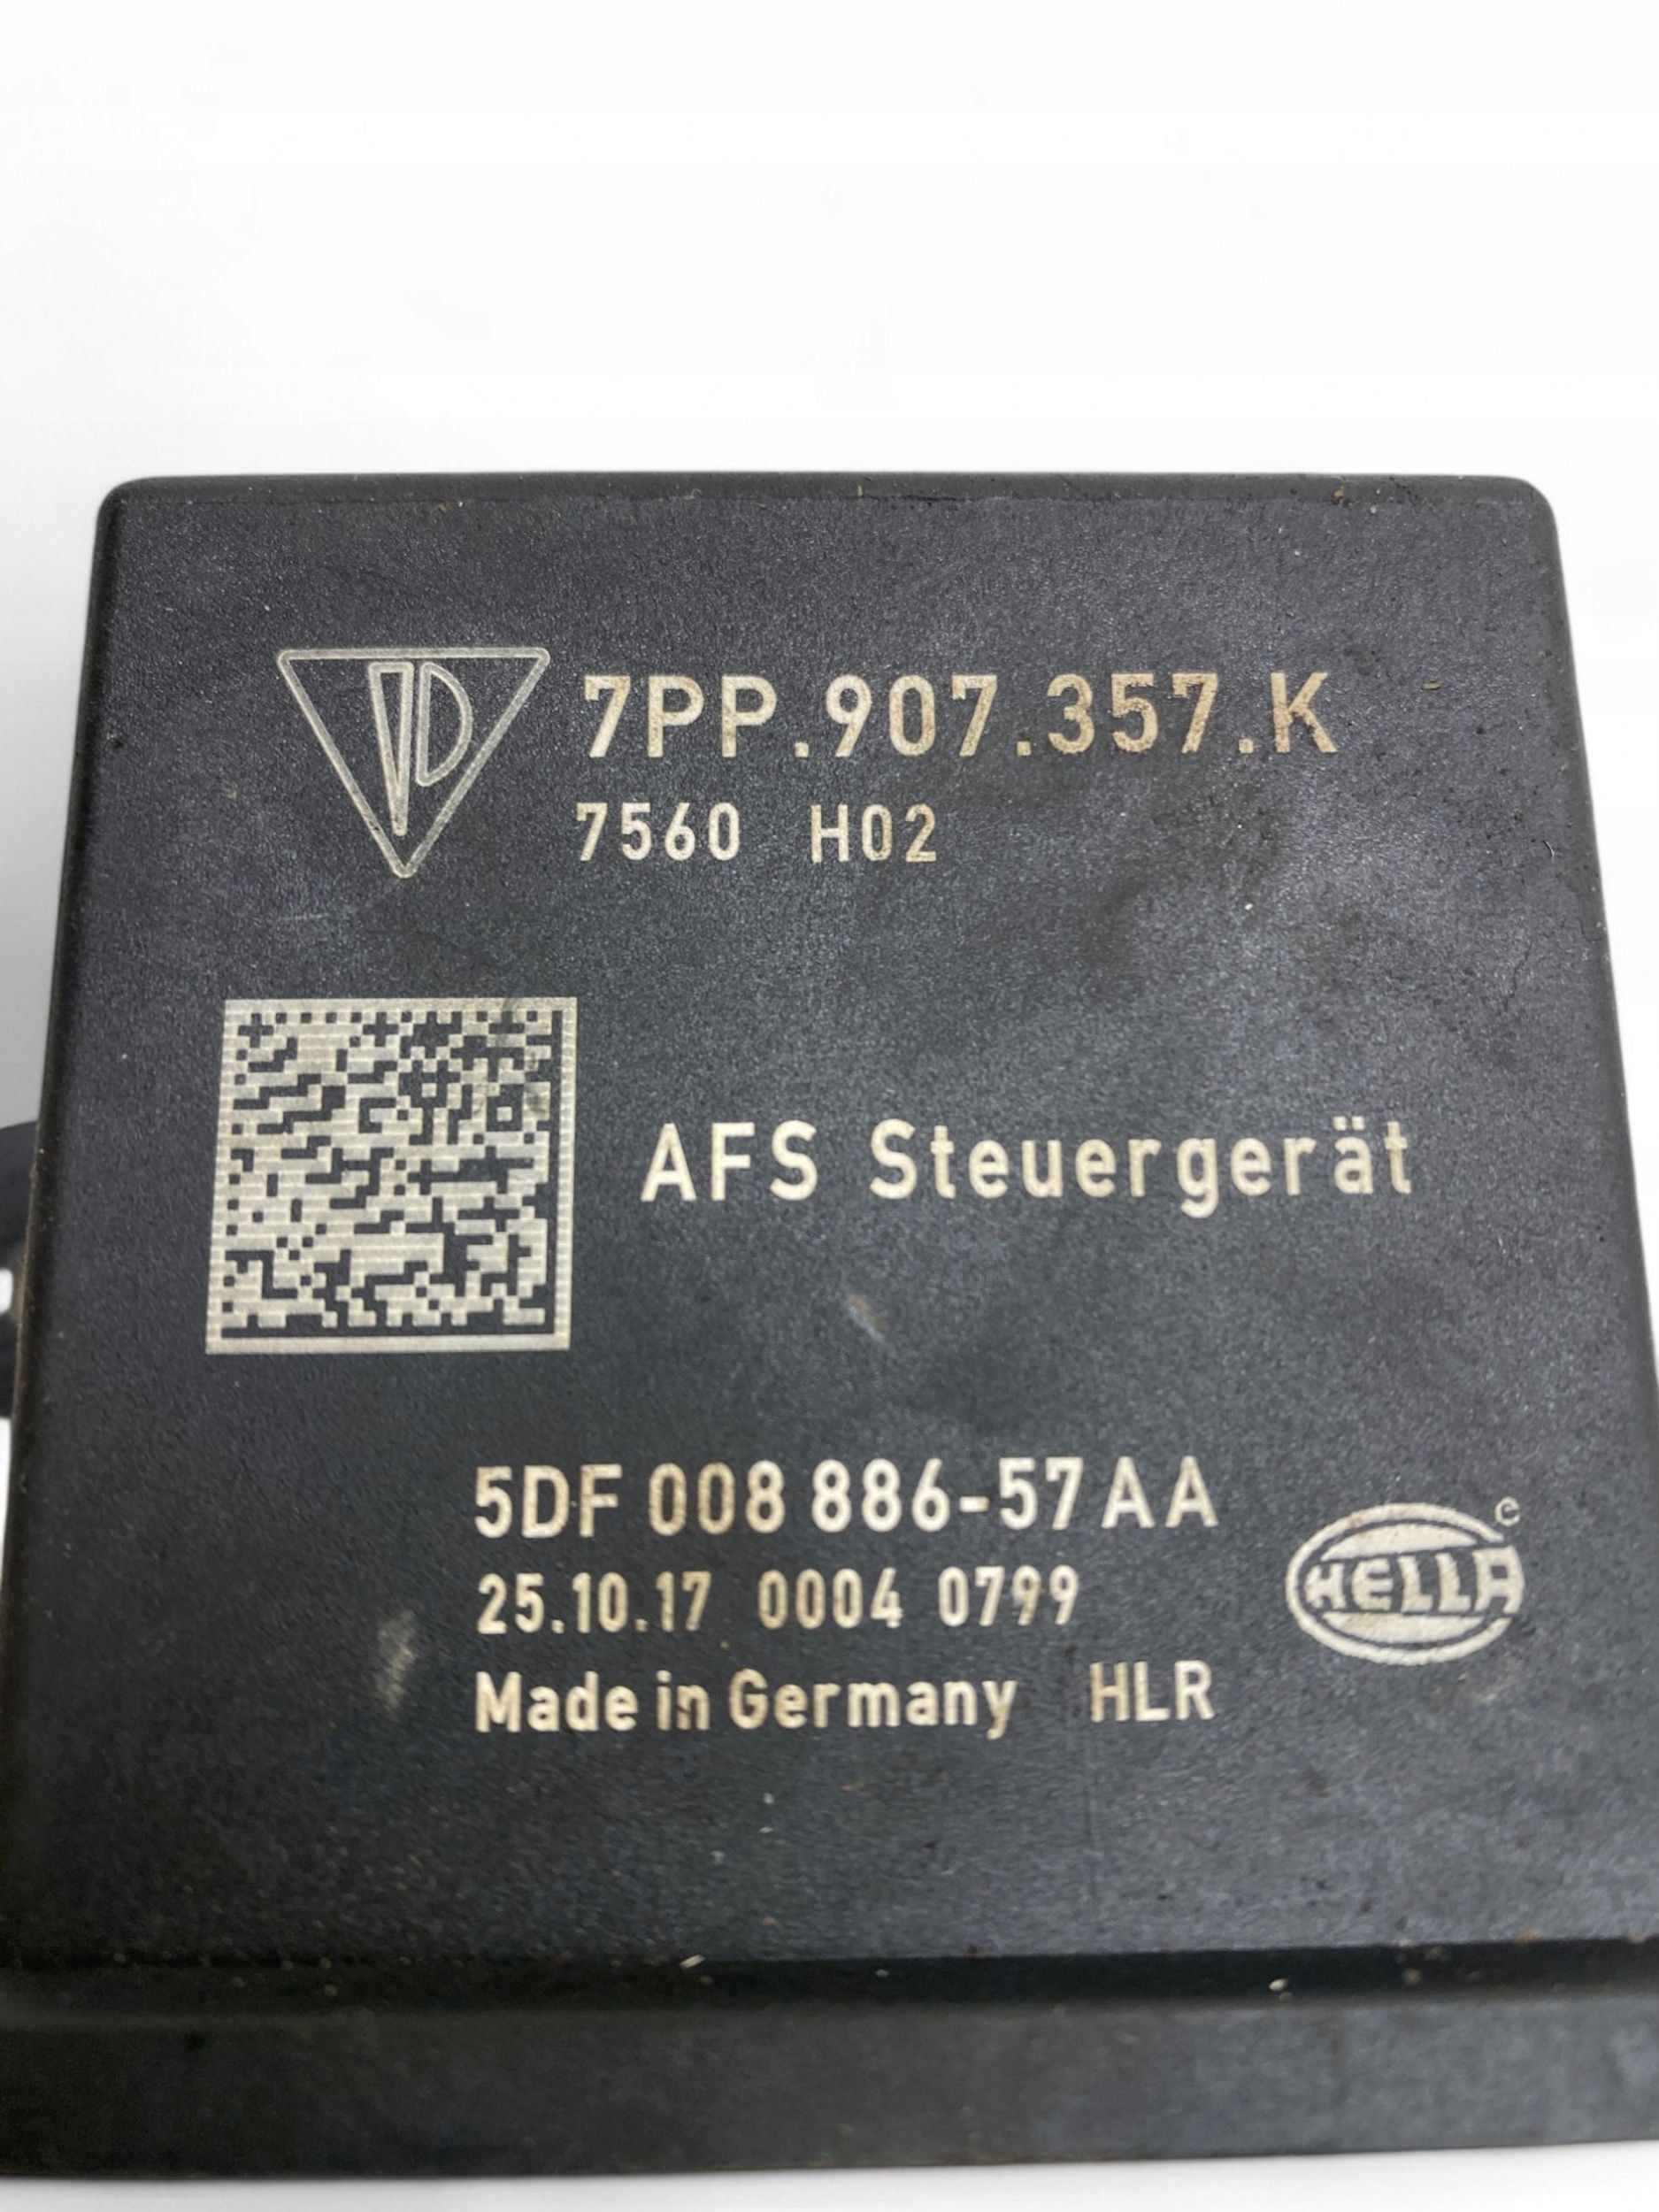 7PP.907.357.K
7560 H02
AFS Steuergerät
5DF 008 886-57 AA
25.10.17 0004 0799
HELLA
Made in Germany HLR